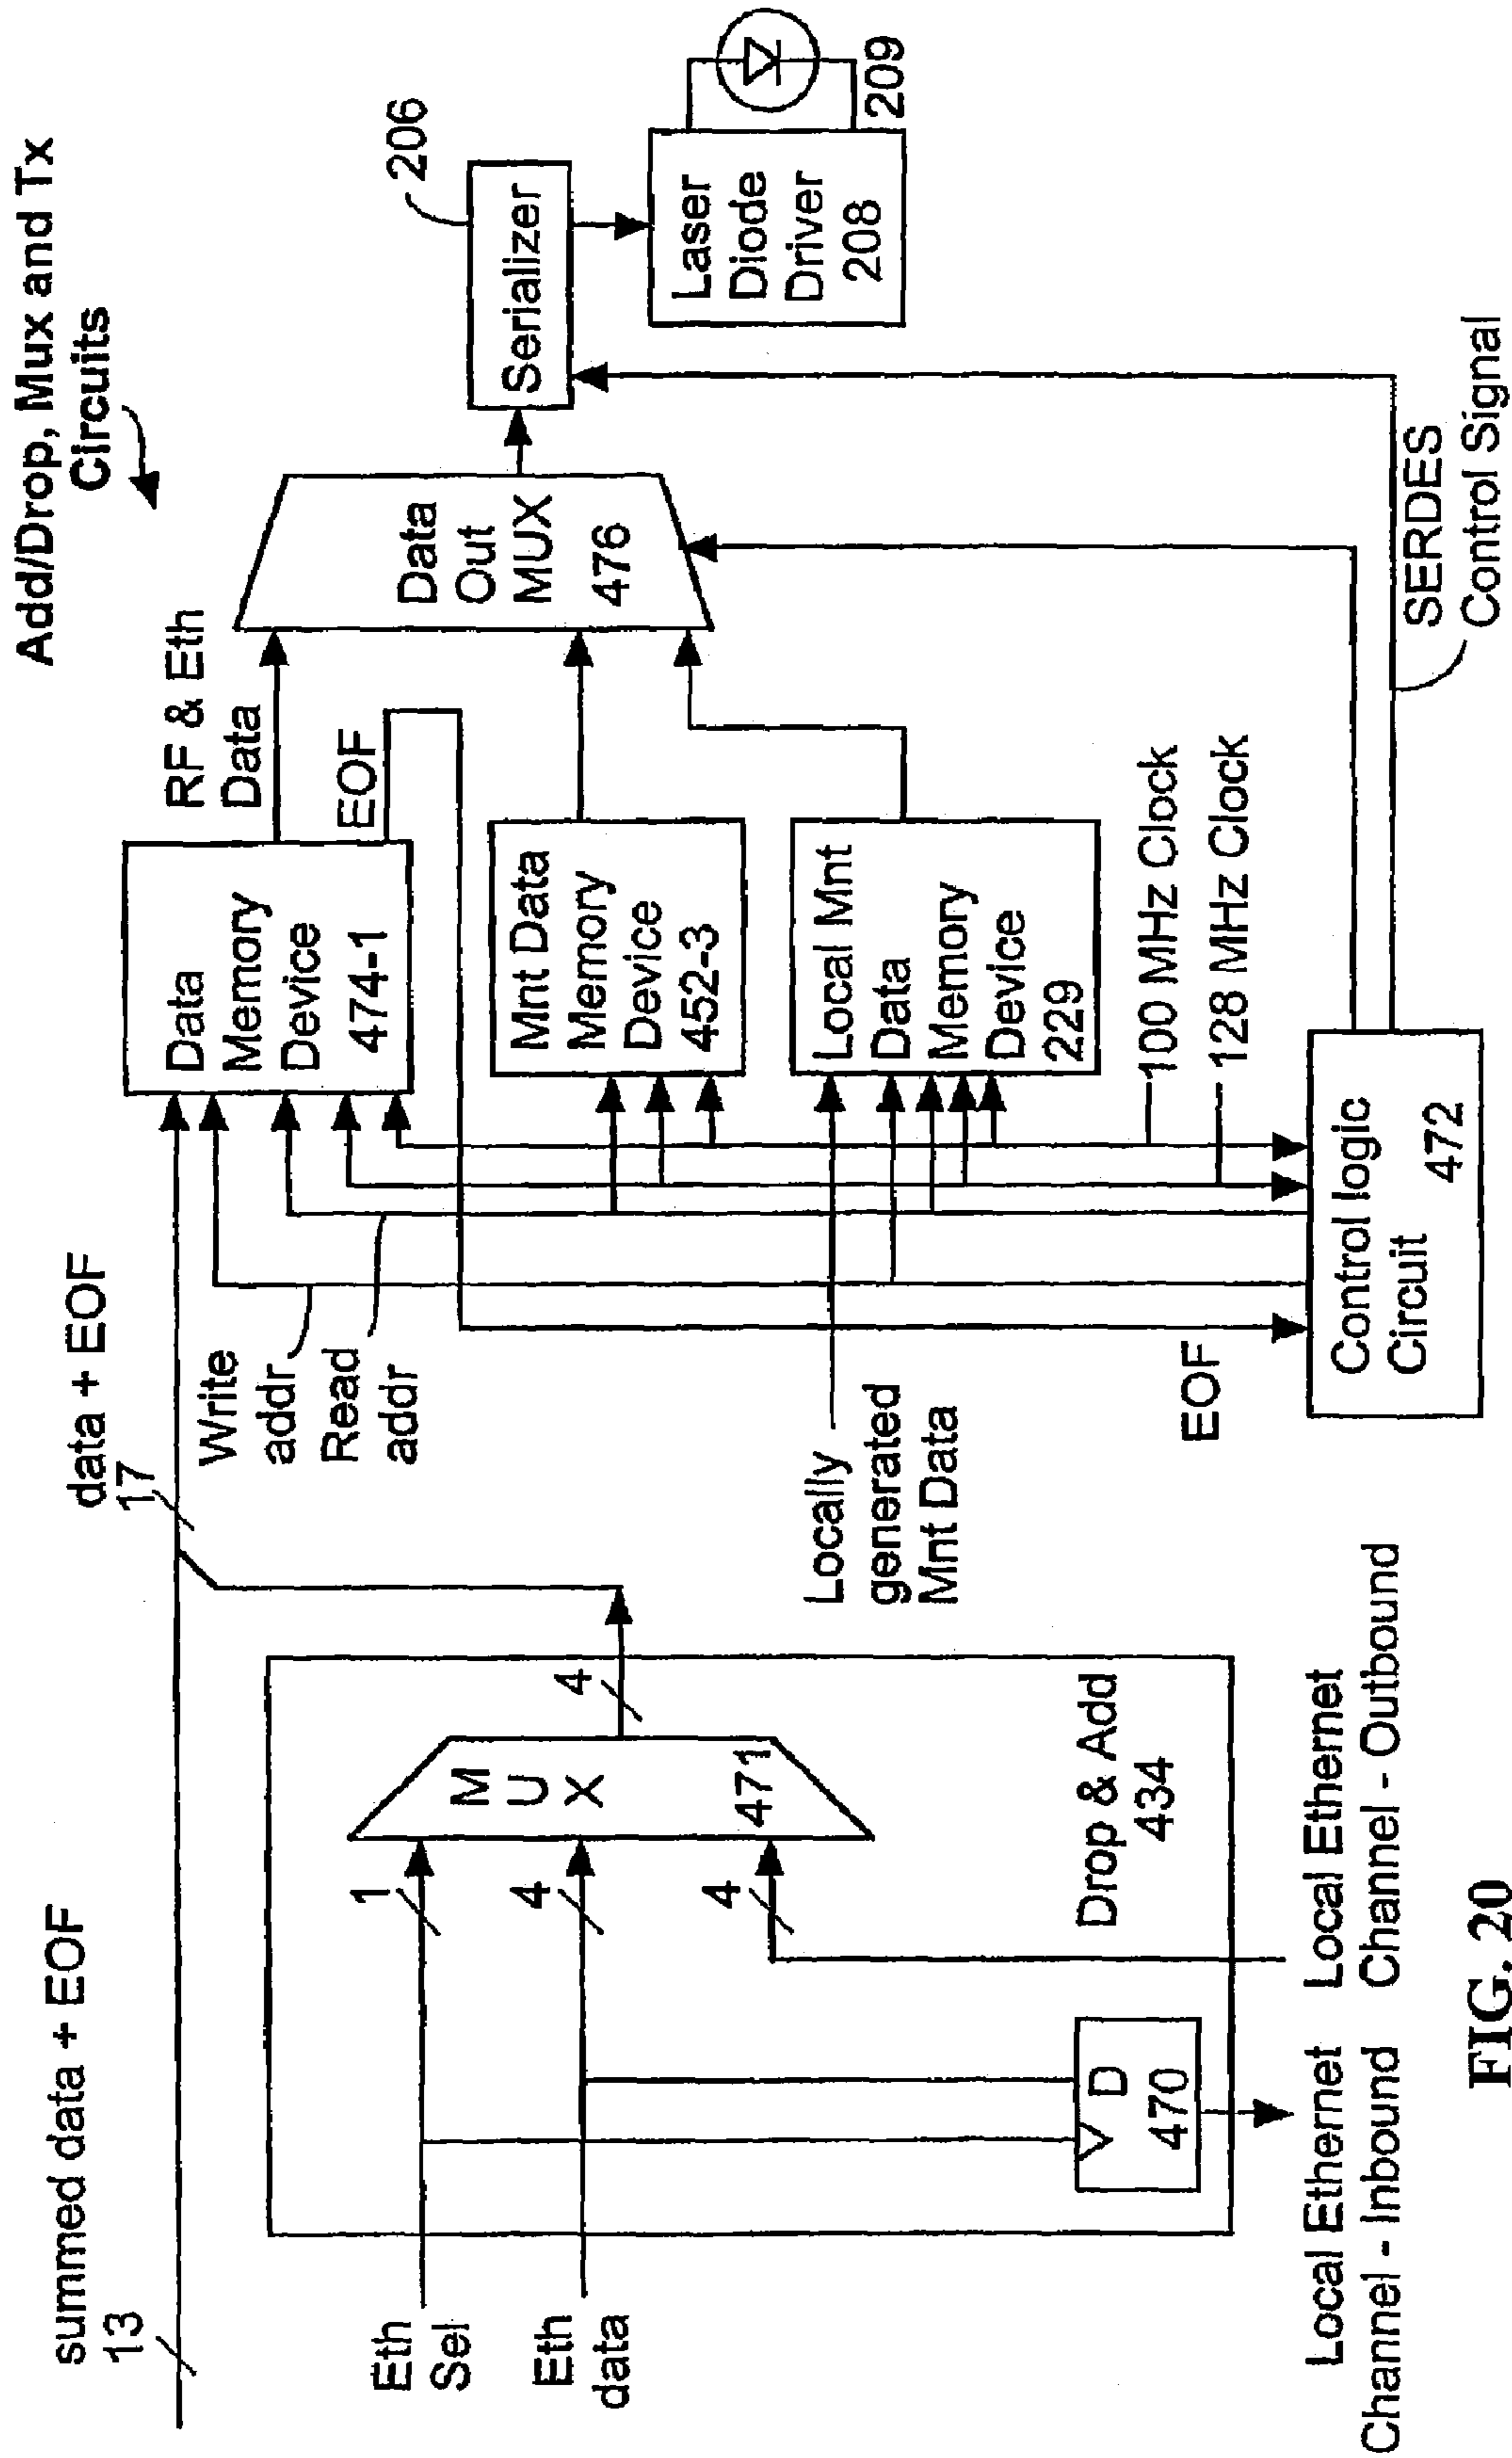 Add/Drop, Mux and Tx
Circuits
summed data + EOF
13
data + EOF
17
Eth
Sel
Eth
data
1
4
4
M
U
X
471
4
D
470
Drop & Add
434
Local Ethernet
Channel - Inbound
Local Ethernet
Channel - Outbound
Write
addr
Read
addr
Locally
generated
Mnt Data
EOF
Data
Memory
Device
474-1
RF & Eth
Data
EOF
Mnt Data
Memory
Device
452-3
Local Mnt
Data
Memory
Device
229
100 MHz Clock
128 MHz Clock
Control logic
Circuit
472
Data
Out
MUX
476
Serializer
206
Laser
Diode
Driver
208
209
SERDES
Control Signal
FIG. 20